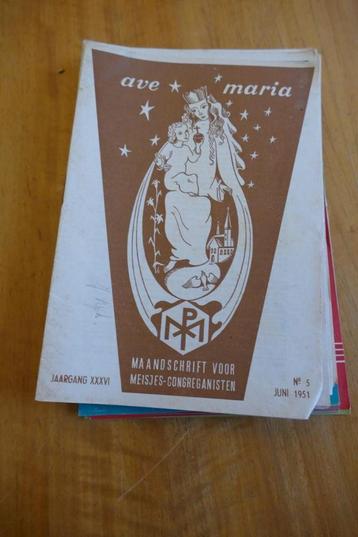 ave maria
MAANDSCHRIFT VOOR
MEISJES-CONGREGANISTEN
JAARGANG XXXVI
Nº 5
JUNI 1951